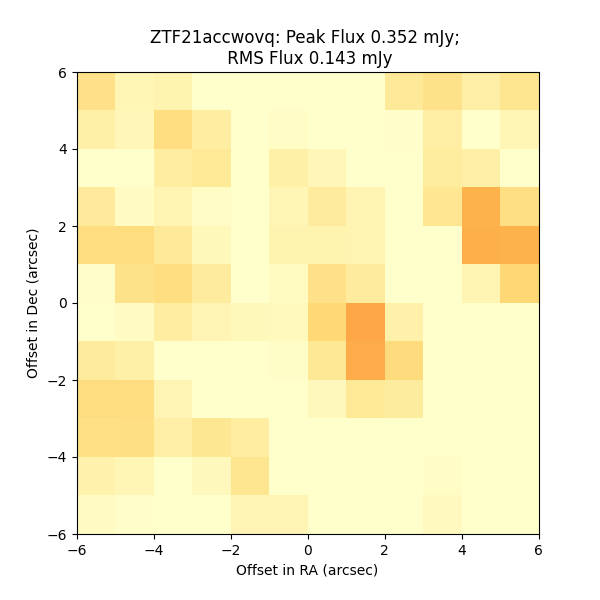 ZTF21accwovq: Peak Flux 0.352 mJy;
RMS Flux 0.143 mJy
6
4
2
0
−2
−4
−6
Offset in Dec (arcsec)
−6 −4 −2 0 2 4 6
Offset in RA (arcsec)